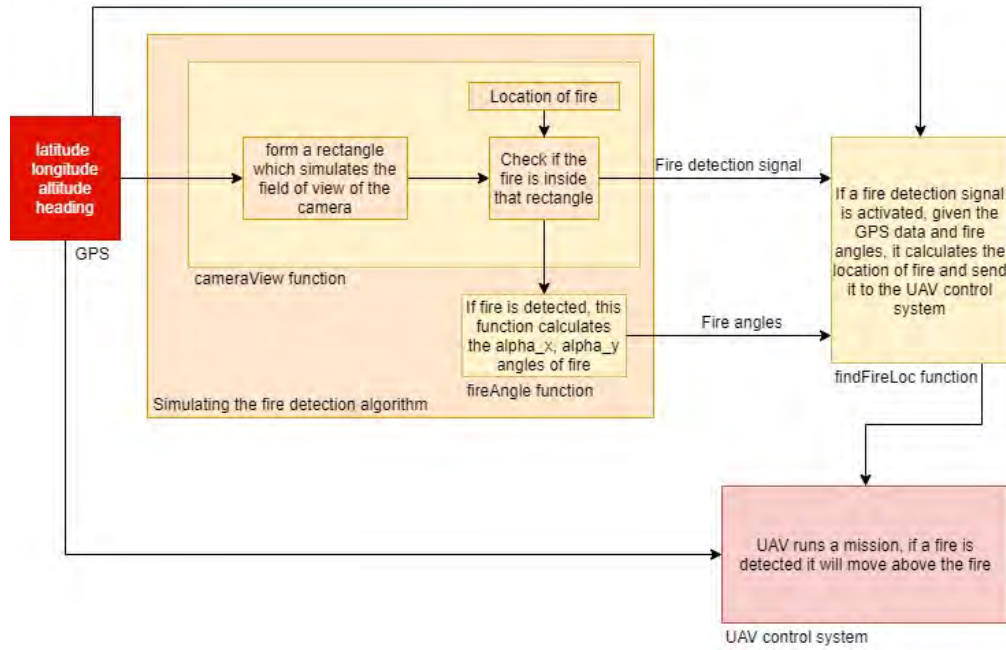 latitude
longitude
altitude
heading
GPS
form a rectangle
which simulates the
field of view of the
camera
Location of fire
Check if the
fire is inside
that rectangle
cameraView function
If fire is detected, this
function calculates
the alpha_x, alpha_y
angles of fire
fireAngle function
Simulating the fire detection algorithm
Fire detection signal
Fire angles
If a fire detection signal
is activated, given the
GPS data and fire
angles, it calculates the
location of fire and send
it to the UAV control
system
findFireLoc function
UAV runs a mission, if a fire is
detected it will move above the fire
UAV control system